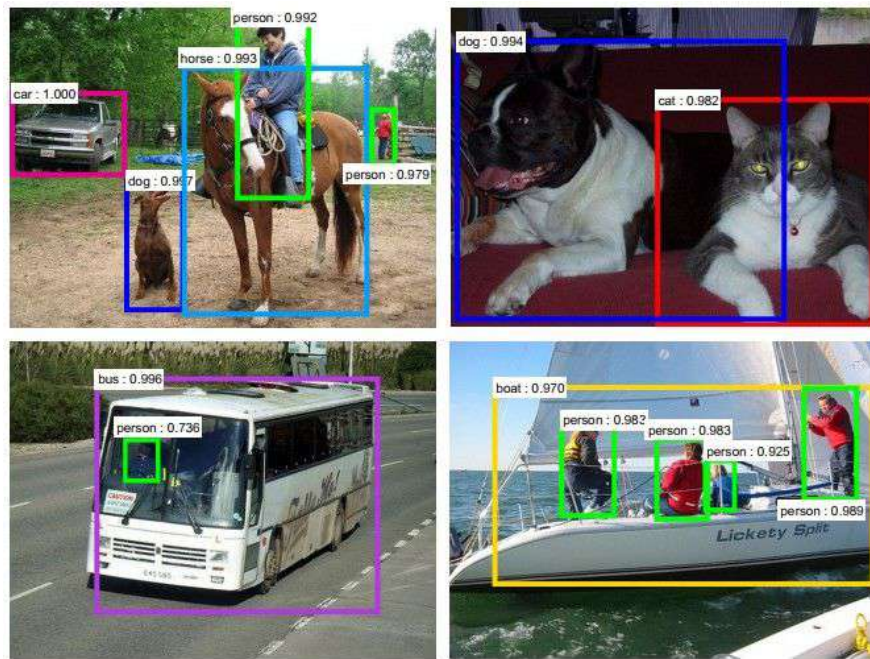 person : 0.992
horse : 0.993
car : 1.000
person : 0.979
dog : 0.997
dog : 0.994
cat : 0.982
bus : 0.996
person : 0.736
CAUTION
boat : 0.970
person : 0.983
person : 0.983
person : 0.925
person : 0.989
Lickety Split